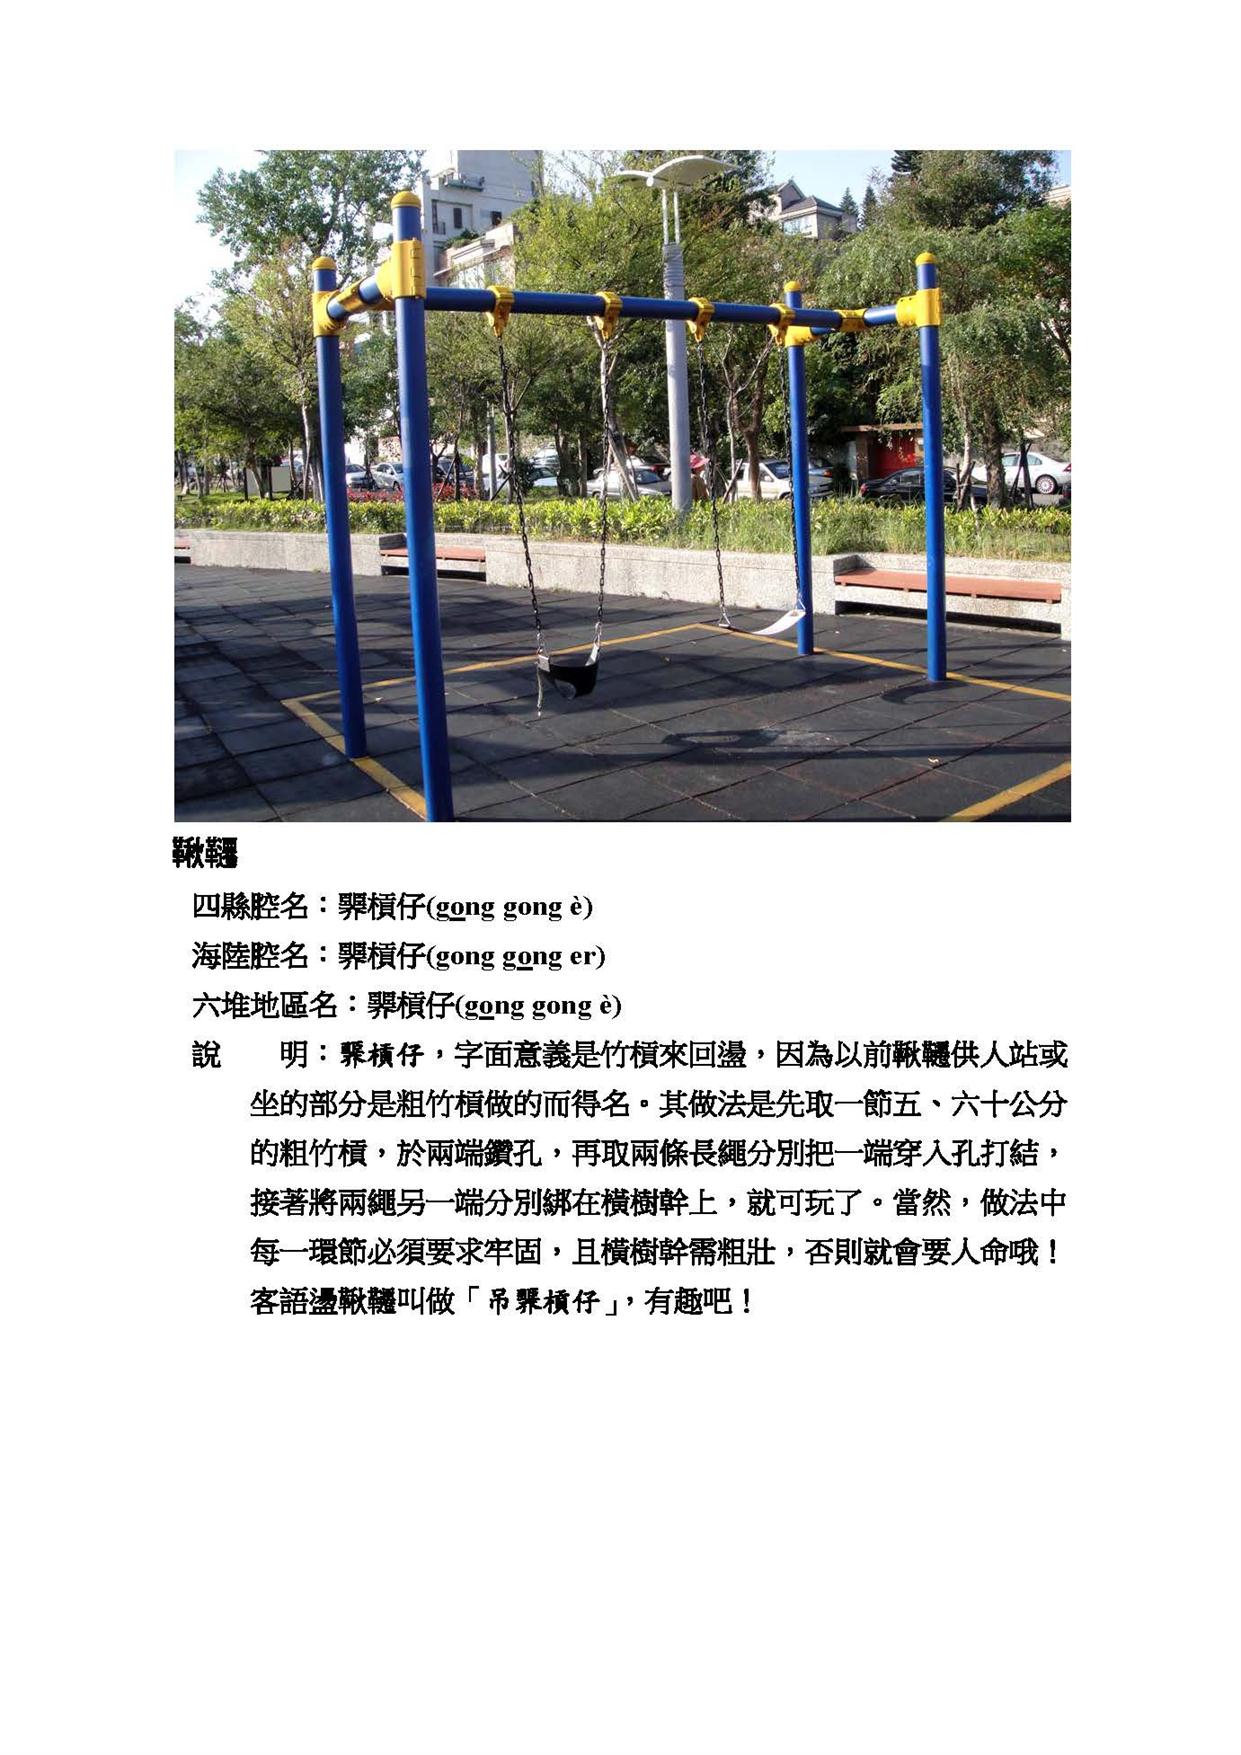 鞦韆
四縣腔名：槓仔(gong gong è)
海陸腔名：槓仔(gong gong er)
六堆地區名：槓仔(gong gong è)
說　　明：槓仔，字面意義是竹槓來回盪，因為以前鞦韆供人站或
坐的部分是粗竹槓做的而得名。其做法是先取一節五、六十公分
的粗竹槓，於兩端鑽孔，再取兩條長繩分別把一端穿入孔打結，
接著將兩繩另一端分別綁在橫樹幹上，就可玩了。當然，做法中
每一環節必須要求牢固，且橫樹幹需粗壯，否則就會要人命哦！
客語盪鞦韆叫做「吊槓仔」，有趣吧！